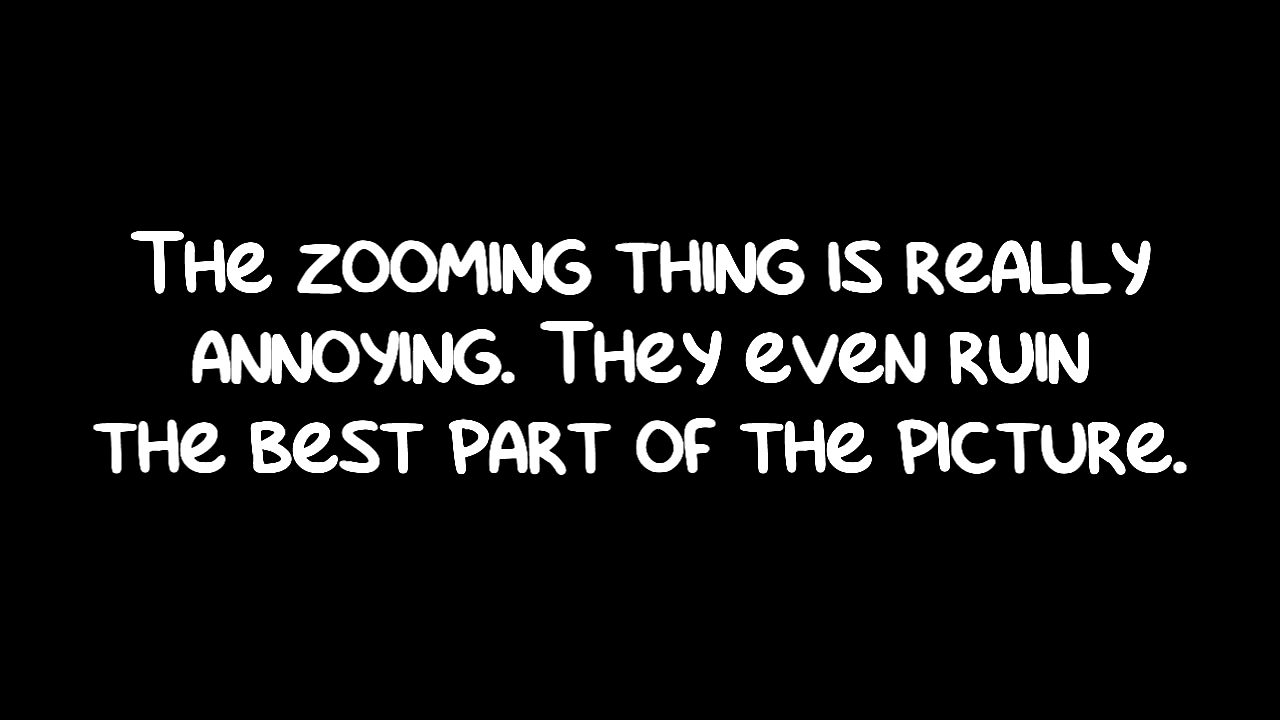 The zooming thing is really
annoying. They even ruin
the best part of the picture.